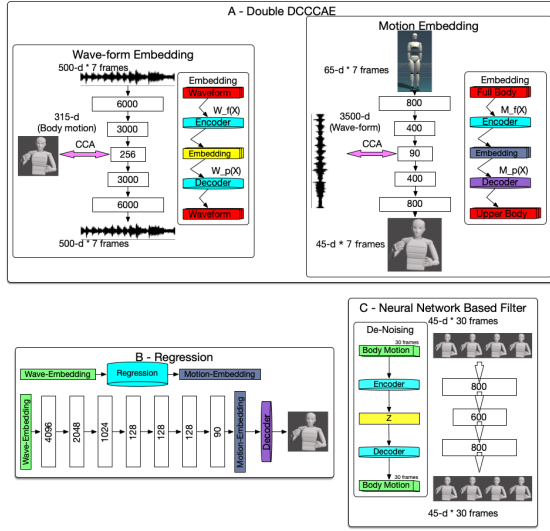 A - Double DCCCAE
Wave-form Embedding
500-d * 7 frames
6000
315-d
(Body motion)
3000
CCA
256
3000
6000
500-d * 7 frames
Embedding
Waveform
W_f(X)
Encoder
Embedding
W_p(X)
Decoder
Waveform
Motion Embedding
65-d * 7 frames
800
3500-d
(Wave-form)
400
CCA
90
400
800
45-d * 7 frames
Embedding
Full Body
M_f(X)
Encoder
Embedding
M_p(X)
Decoder
Upper Body
B - Regression
Wave-Embedding
Regression
Motion-Embedding
Wave-Embedding
4096
2048
1024
128
128
128
90
Motion-Embedding
Decoder
C - Neural Network Based Filter
45-d * 30 frames
De-Noising
30 frames
Body Motion
Encoder
Z
Decoder
30 frames
Body Motion
800
600
800
45-d * 30 frames